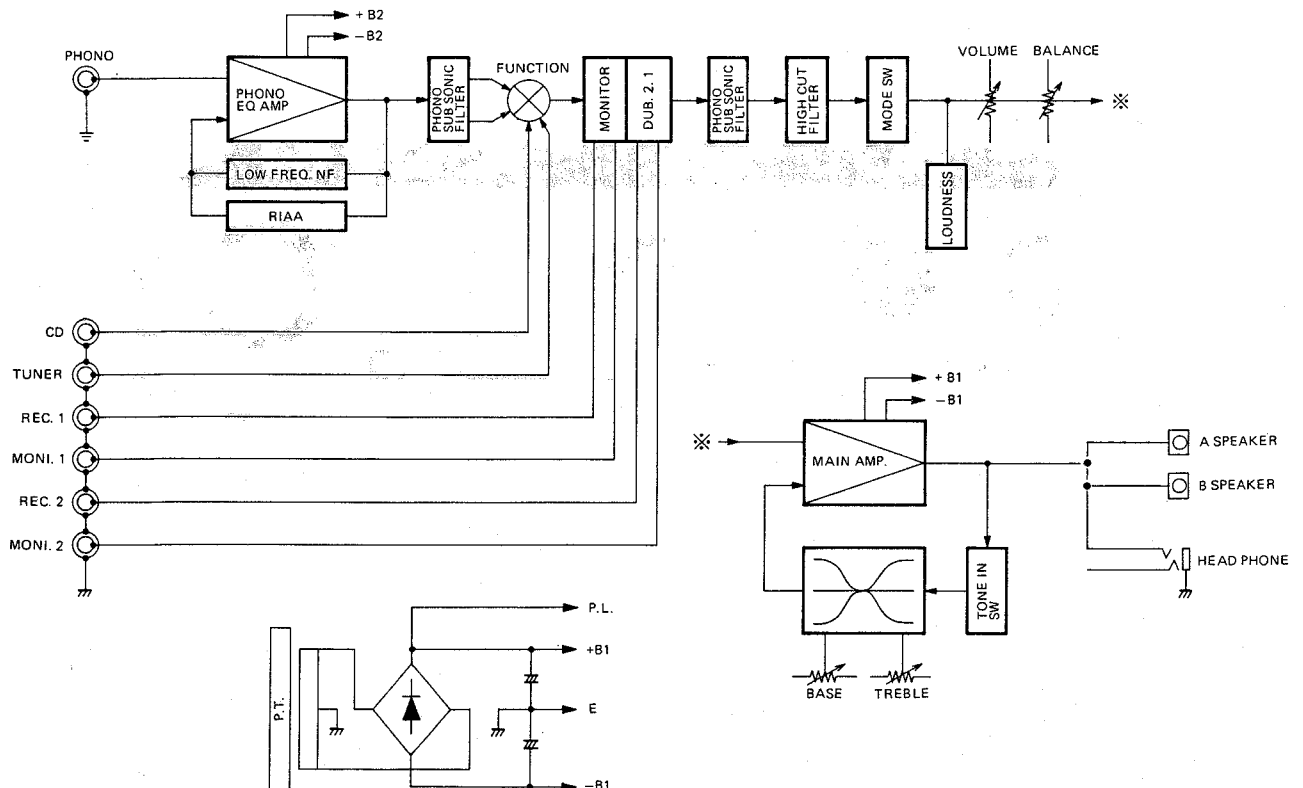 + B2
− B2
PHONO
PHONO
EQ AMP
LOW FREQ. NF
RIAA
PHONO
SUB SONIC
FILTER
FUNCTION
MONITOR
DUB. 2. 1
PHONO
SUB SONIC
FILTER
HIGH CUT
FILTER
MODE SW
LOUDNESS
VOLUME
BALANCE
※
CD
TUNER
REC. 1
MONI. 1
REC. 2
MONI. 2
※
+ B1
− B1
MAIN AMP.
A SPEAKER
B SPEAKER
HEAD PHONE
TONE IN
SW
BASE
TREBLE
P.T.
P.L.
+B1
E
−B1